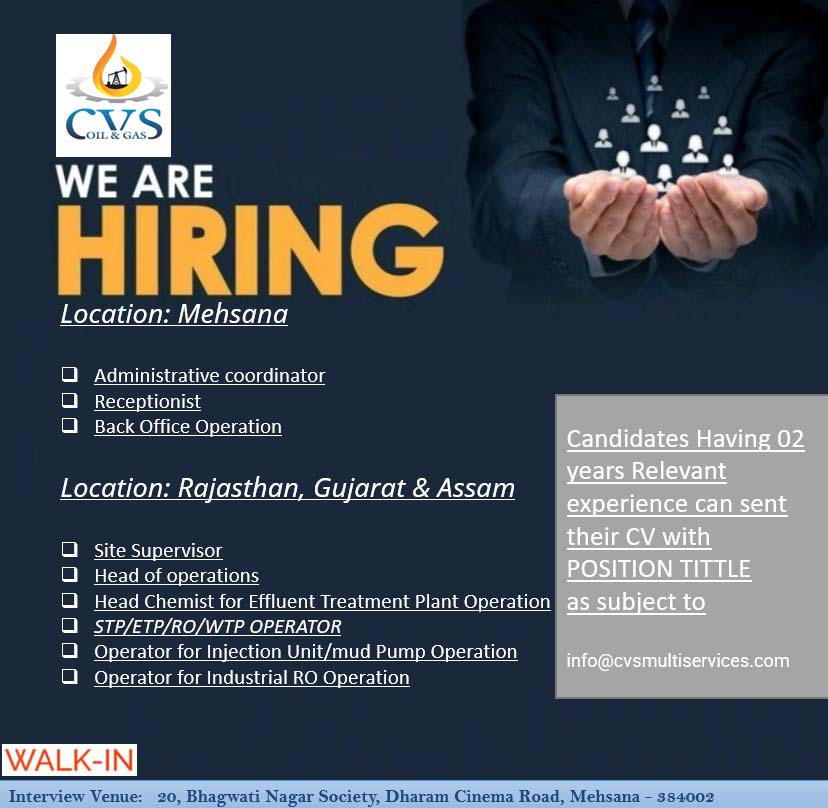 CVS
OIL & GAS
WE ARE
HIRING
Location: Mehsana
Administrative coordinator
Receptionist
Back Office Operation
Location: Rajasthan, Gujarat & Assam
Site Supervisor
Head of operations
Head Chemist for Effluent Treatment Plant Operation
STP/ETP/RO/WTP OPERATOR
Operator for Injection Unit/mud Pump Operation
Operator for Industrial RO Operation
Candidates Having 02
years Relevant
experience can sent
their CV with
POSITION TITTLE
as subject to
info@cvsmultiservices.com
WALK-IN
Interview Venue: 20, Bhagwati Nagar Society, Dharam Cinema Road, Mehsana - 384002